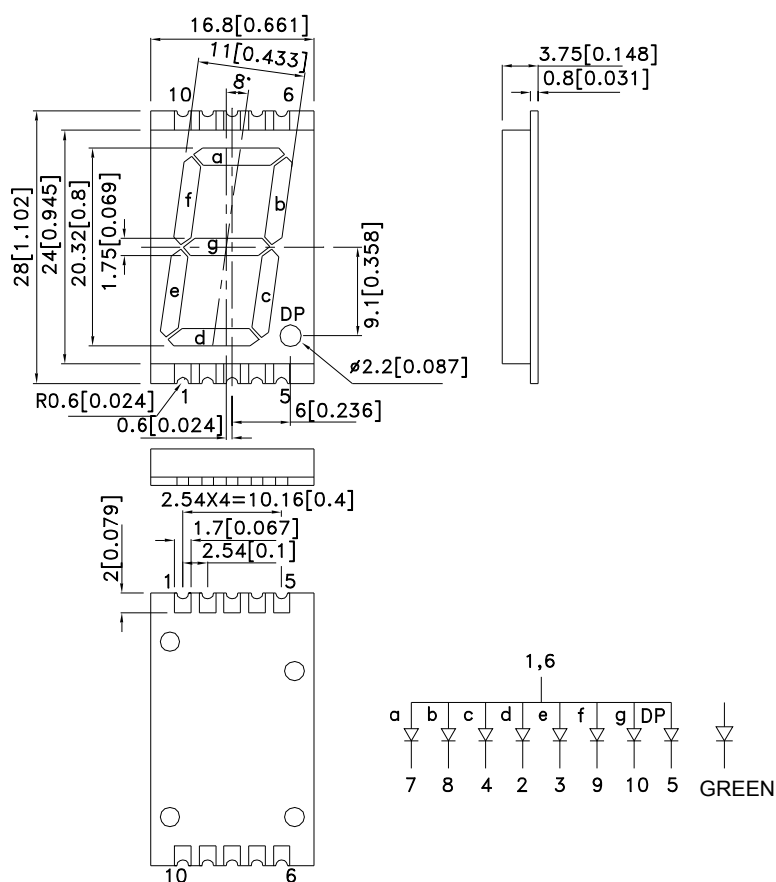 16.8[0.661]
11[0.433]
8°
10
6
3.75[0.148]
0.8[0.031]
28[1.102]
24[0.945]
20.32[0.8]
1.75[0.069]
a
f
b
g
e
c
d
DP
9.1[0.358]
ø2.2[0.087]
R0.6[0.024]
1
5
6[0.236]
0.6[0.024]
2.54X4=10.16[0.4]
1.7[0.067]
2.54[0.1]
2[0.079]
1
5
10
6
1,6
a b c d e f g DP
7 8 4 2 3 9 10 5 GREEN